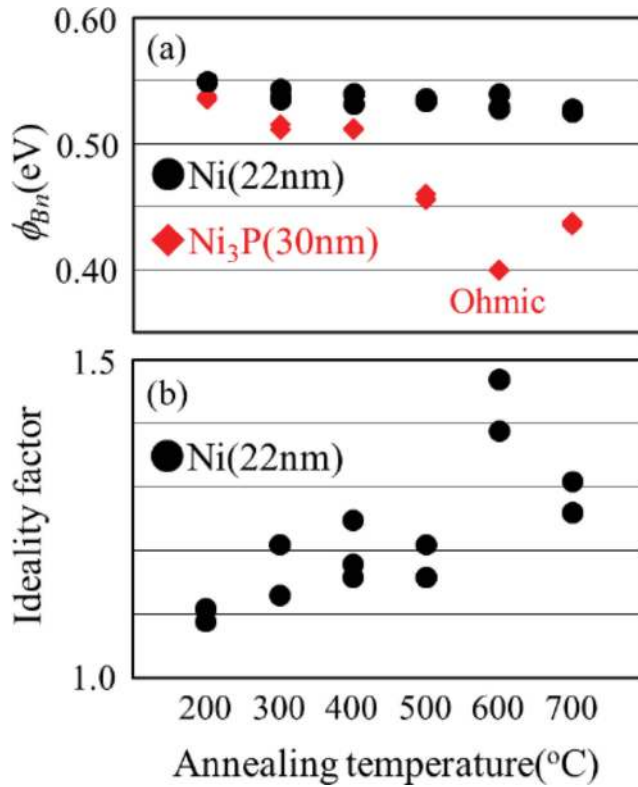 0.60
(a)
0.50
ϕBn(eV)
Ni(22nm)
Ni₃P(30nm)
0.40
Ohmic
1.5
(b)
Ni(22nm)
Ideality factor
1.0
200 300 400 500 600 700
Annealing temperature(°C)